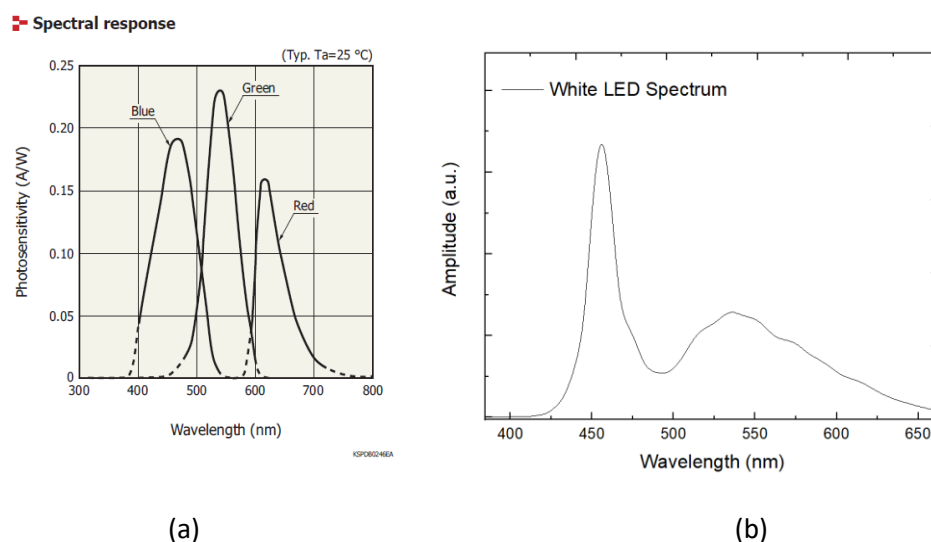 Spectral response
(Typ. Ta=25 °C)
0.25
0.20
0.15
0.10
0.05
0
Photosensitivity (A/W)
Blue
Green
Red
300 400 500 600 700 800
Wavelength (nm)
KSPDB0246EA
(a)
White LED Spectrum
Amplitude (a.u.)
400 450 500 550 600 650
Wavelength (nm)
(b)